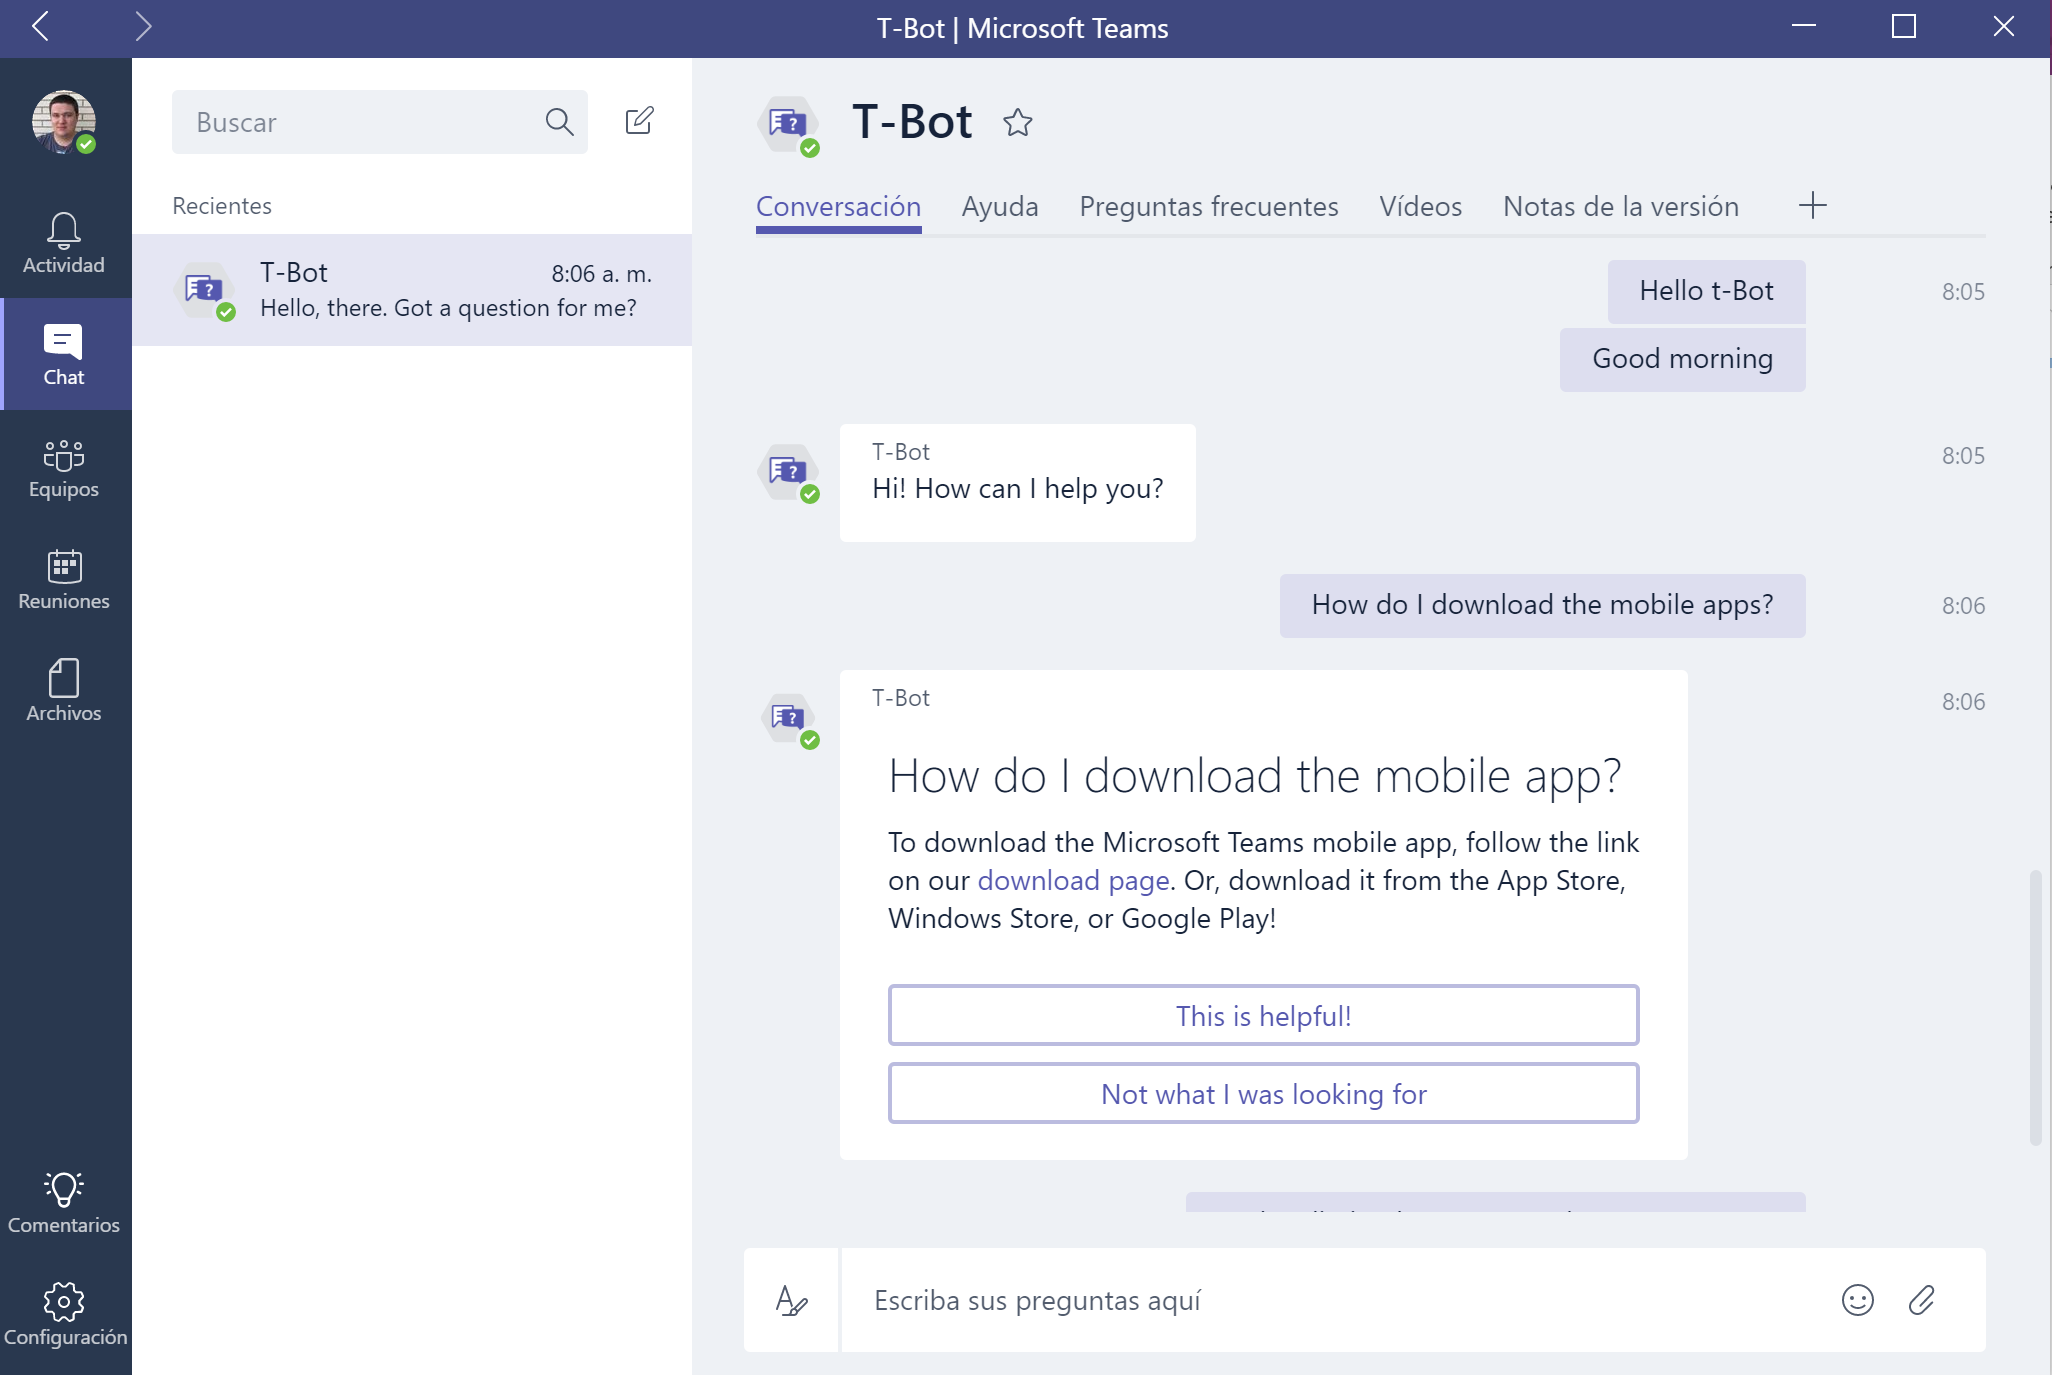 T-Bot | Microsoft Teams
Buscar
Actividad
Chat
Equipos
Reuniones
Archivos
Comentarios
Configuración
Recientes
T-Bot
8:06 a. m.
Hello, there. Got a question for me?
T-Bot
Conversación
Ayuda
Preguntas frecuentes
Vídeos
Notas de la versión
Hello t-Bot
8:05
Good morning
T-Bot
8:05
Hi! How can I help you?
How do I download the mobile apps?
8:06
T-Bot
8:06
How do I download the mobile app?
To download the Microsoft Teams mobile app, follow the link
on our download page. Or, download it from the App Store,
Windows Store, or Google Play!
This is helpful!
Not what I was looking for
Escriba sus preguntas aquí